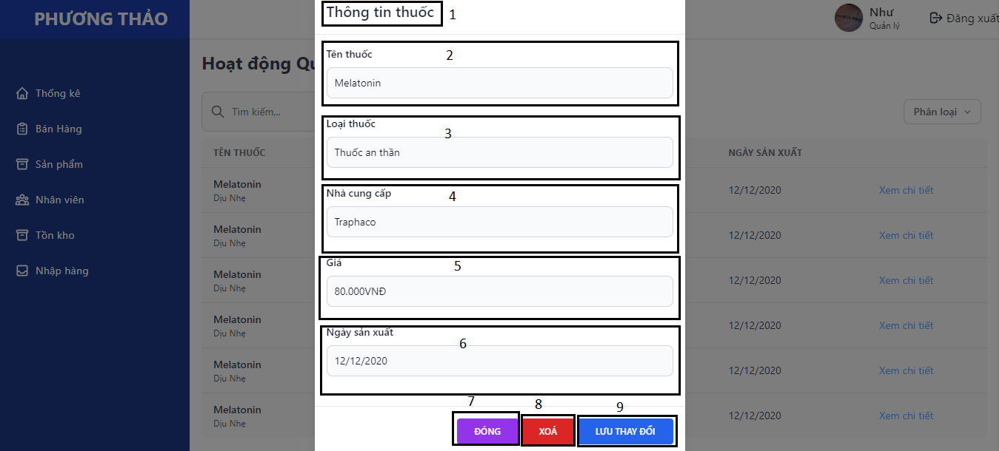 PHƯƠNG THẢO
Thống kê
Bán Hàng
Sản phẩm
Nhân viên
Tồn kho
Nhập hàng
Như
Quản lý
Đăng xuất
Hoạt động
Tìm kiếm,..
Phân loại
TÊN THUỐC
NGÀY SẢN XUẤT
Melatonin
Dịu Nhẹ
12/12/2020
Xem chi tiết
Melatonin
Dịu Nhẹ
12/12/2020
Xem chi tiết
Melatonin
Dịu Nhẹ
12/12/2020
Xem chi tiết
Melatonin
Dịu Nhẹ
12/12/2020
Xem chi tiết
Melatonin
Dịu Nhẹ
12/12/2020
Xem chi tiết
Melatonin
Dịu Nhẹ
12/12/2020
Xem chi tiết
Thông tin thuốc 1
Tên thuốc 2
Melatonin
Loại thuốc 3
Thuốc an thần
Nhà cung cấp 4
Traphaco
Giá 5
80.000VNĐ
Ngày sản xuất 6
12/12/2020
7 8 9
ĐÓNG XOÁ LƯU THAY ĐỔI